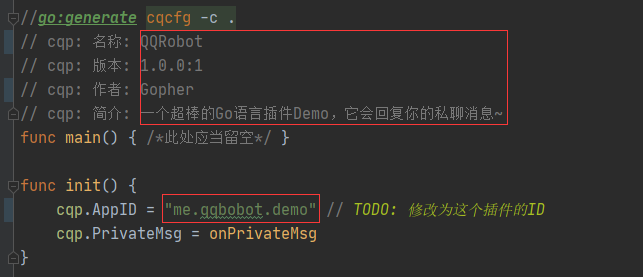 //go:generate cqcfg -c .
// cqp: 名称: QQRobot
// cqp: 版本: 1.0.0:1
// cqp: 作者: Gopher
// cqp: 简介: 一个超棒的Go语言插件Demo，它会回复你的私聊消息~
func main() { /*此处应当留空*/ }
func init() {
cqp.AppID = "me.qqbobot.demo" // TODO: 修改为这个插件的ID
cqp.PrivateMsg = onPrivateMsg
}